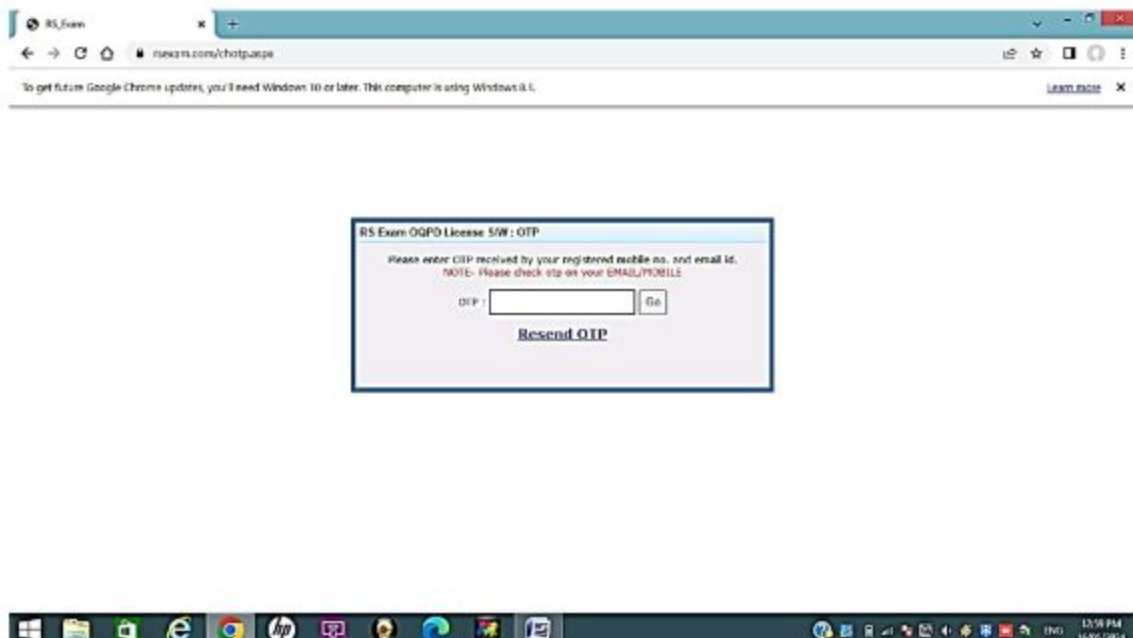 RS_Exam
rsexam.com/chotp.aspx
To get future Google Chrome updates, you'll need Windows 10 or later. This computer is using Windows 8.1.
Learn more
RS Exam OQPD License S/W : OTP
Please enter OTP received by your registered mobile no. and email id.
NOTE- Please check otp on your EMAIL/MOBILE
OTP :
Go
Resend OTP
hp
ENG
12:59 PM